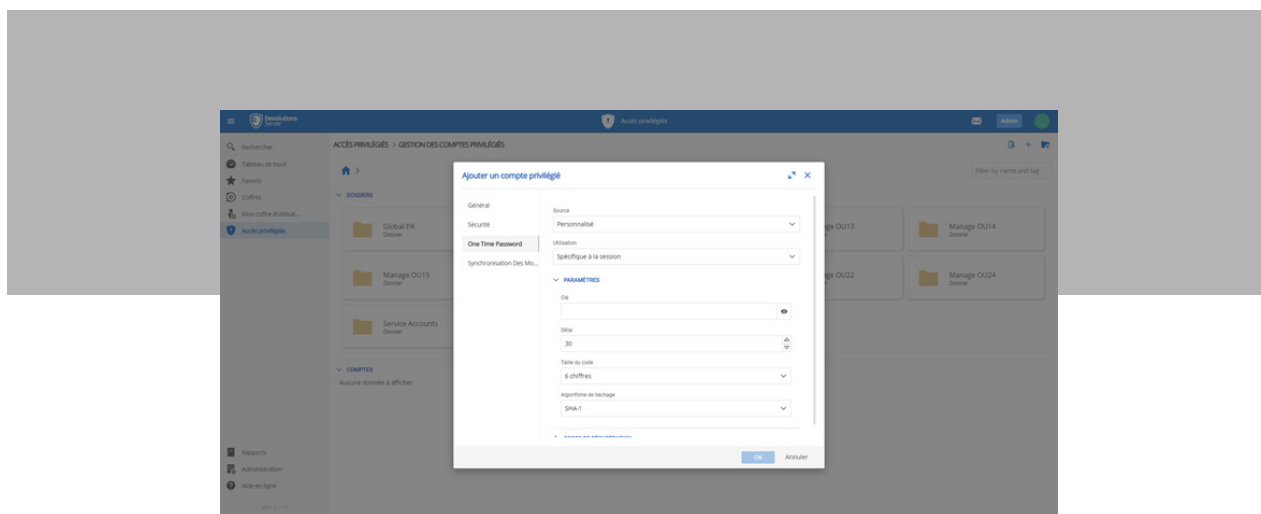 Devolutions
Server
Accès privilégiés
Admin
Rechercher
Tableau de bord
Favoris
Coffres
Mon coffre d'utilisat...
Accès privilégiés
Rapports
Administration
Aide en ligne
ACCÈS PRIVILÉGIÉS > GESTION DES COMPTES PRIVILÉGIÉS
Filter by name and tag
DOSSIERS
Global PA
Dossier
Manage OU15
Dossier
Service Accounts
Dossier
ge OU13
Manage OU14
Dossier
ge OU22
Manage OU24
Dossier
COMPTES
Aucune donnée à afficher
Ajouter un compte privilégié
Général
Sécurité
One Time Password
Synchronisation Des Mo...
Source
Personnalisé
Utilisation
Spécifique à la session
PARAMÈTRES
Clé
Délai
30
Taille du code
6 chiffres
Algorithme de hachage
SHA-1
OK
Annuler